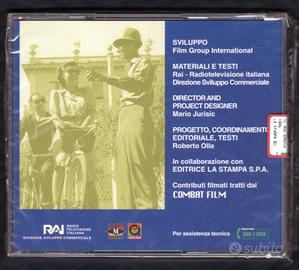 SVILUPPO
Film Group International
MATERIALI E TESTI
Rai - Radiotelevisione italiana
Direzione Sviluppo Commerciale
DIRECTOR AND
PROJECT DESIGNER
Mario Jurisic
PROGETTO, COORDINAMENTO
EDITORIALE, TESTI
Roberto Olla
In collaborazione con
EDITRICE LA STAMPA S.P.A.
Contributi filmati tratti dai
COMBAT FILM
RAI RADIO
TELEVISIONE
ITALIANA
DIVISIONE SVILUPPO COMMERCIALE
Per assistenza tecnica
subito